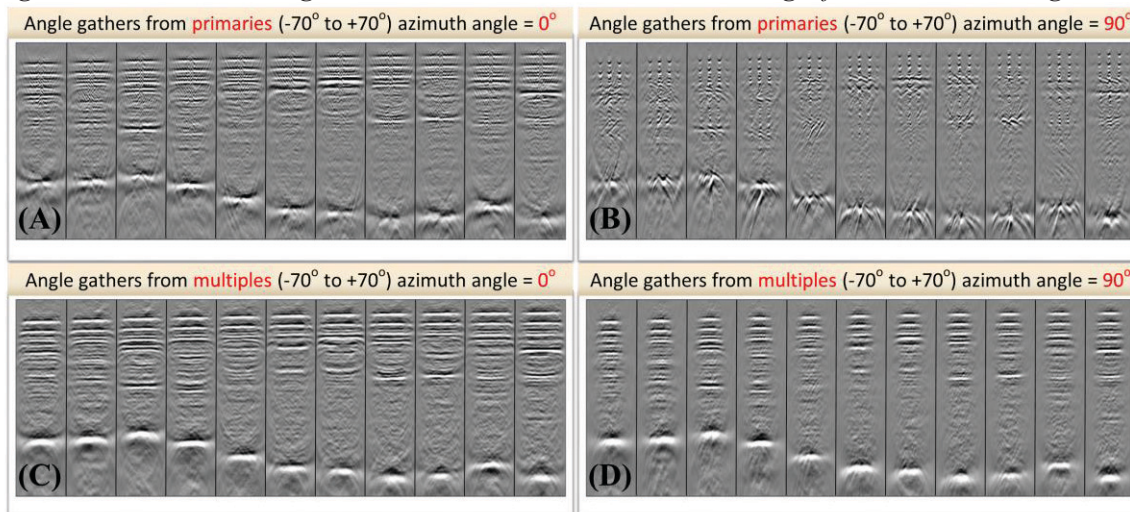 Angle gathers from primaries (-70° to +70°) azimuth angle = 0°
Angle gathers from primaries (-70° to +70°) azimuth angle = 90°
(A)
(B)
Angle gathers from multiples (-70° to +70°) azimuth angle = 0°
Angle gathers from multiples (-70° to +70°) azimuth angle = 90°
(C)
(D)